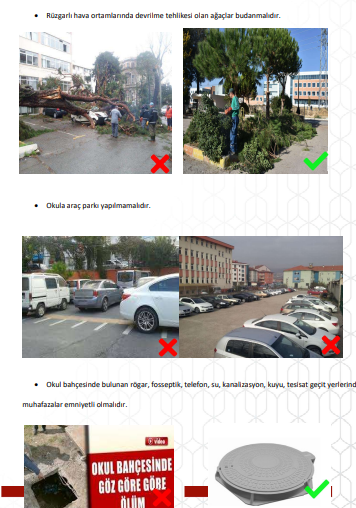 • Rüzgarlı hava ortamlarında devrilme tehlikesi olan ağaçlar budanmalıdır.
• Okula araç parkı yapılmamalıdır.
• Okul bahçesinde bulunan rögar, fosseptik, telefon, su, kanalizasyon, kuyu, tesisat geçit yerlerind
muhafazalar emniyetli olmalıdır.
video
OKUL BAHÇESİNDE
GÖZ GÖRE GÖRE
ÖLÜM